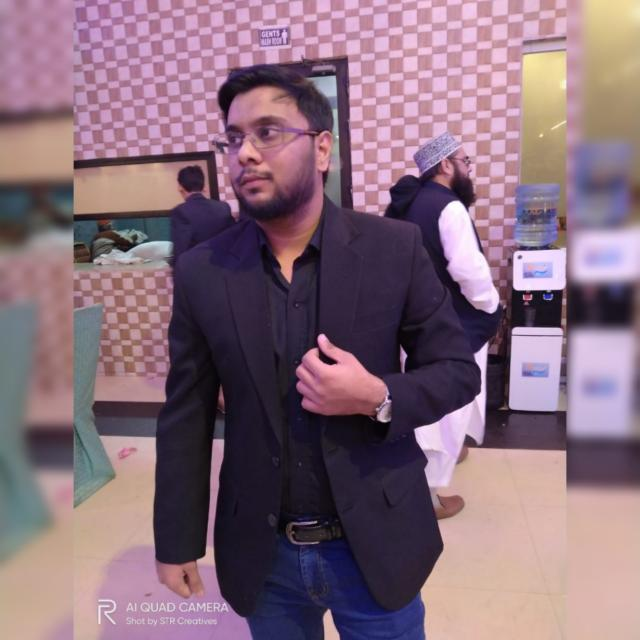 GENTS
WASH ROOM
AI QUAD CAMERA
Shot by STR Creatives